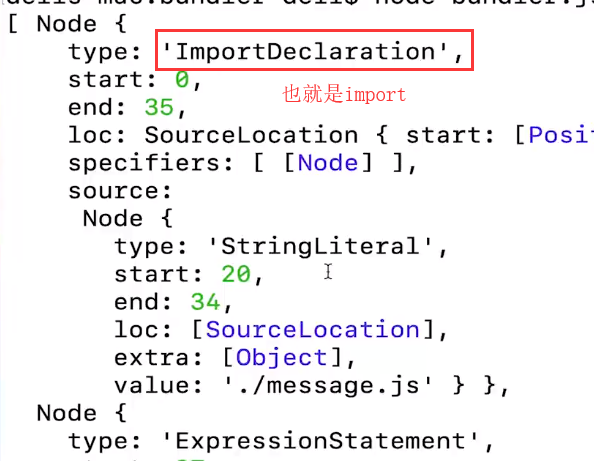 [ Node {
type: 'ImportDeclaration',
start: 0,
也就是import
end: 35,
loc: SourceLocation { start: [Posit
specifiers: [ [Node] ],
source:
Node {
type: 'StringLiteral',
start: 20,
end: 34,
loc: [SourceLocation],
extra: [Object],
value: './message.js' } },
Node {
type: 'ExpressionStatement',